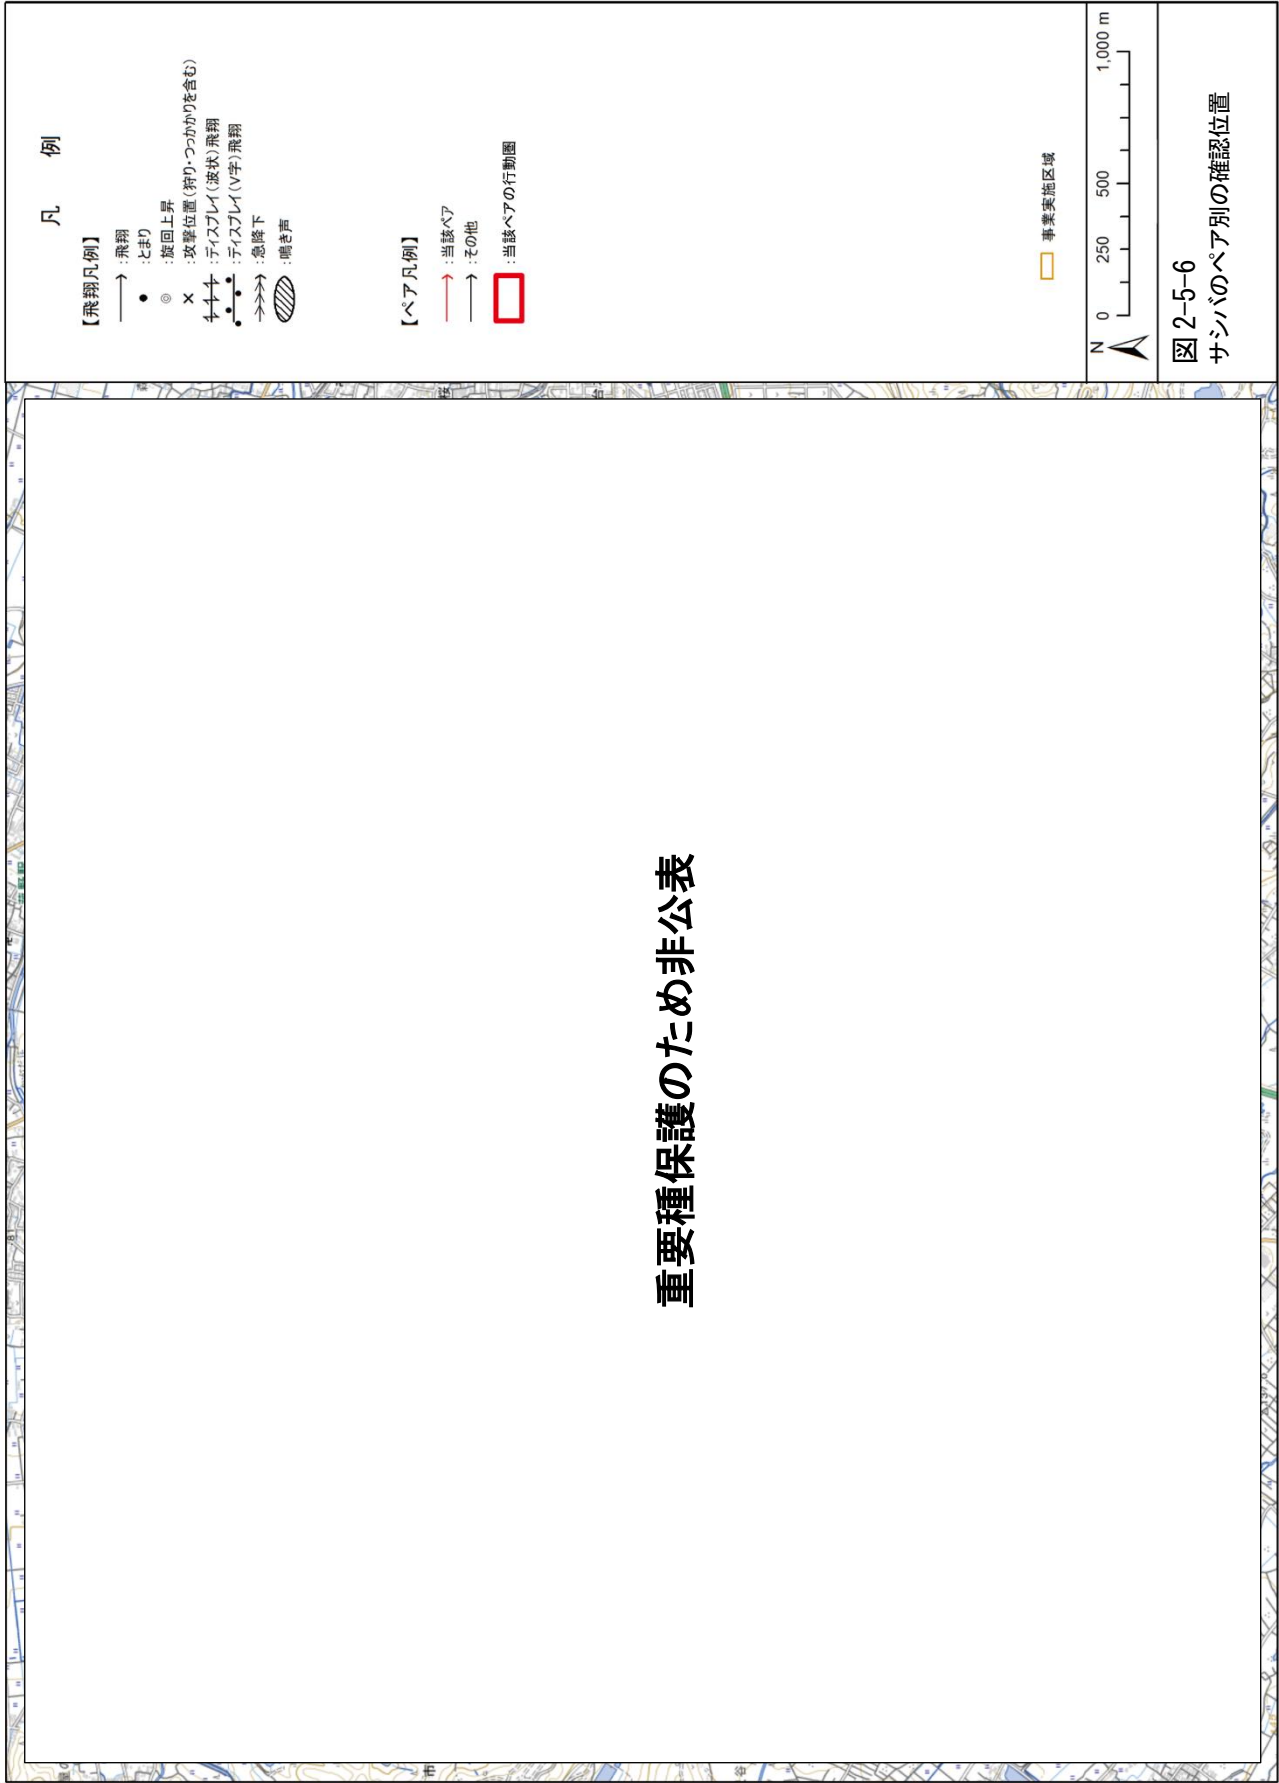 凡 例
【飛翔凡例】
:飛翔
:とまり
:旋回上昇
:攻撃位置(狩り・つっかかりを含む)
:ディスプレイ(波状)飛翔
:ディスプレイ(V字)飛翔
:急降下
:鳴き声
【ペア凡例】
:当該ペア
:その他
:当該ペアの行動圏
事業実施区域
N
0 250 500 1,000 m
図 2-5-6
サシバのペア別の確認位置
重要種保護のため非公表